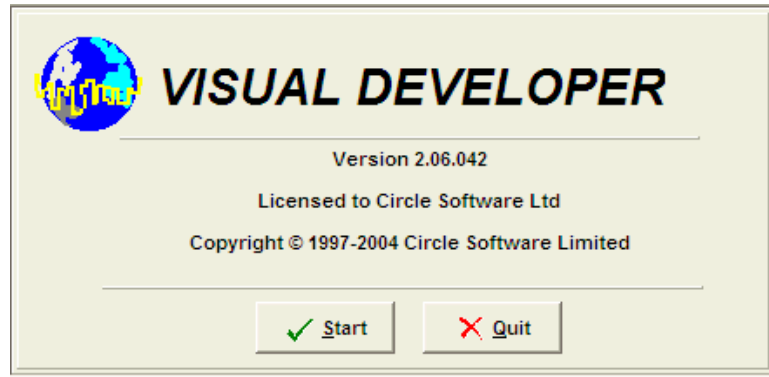 VISUAL DEVELOPER
Version 2.06.042
Licensed to Circle Software Ltd
Copyright © 1997-2004 Circle Software Limited
Start Quit